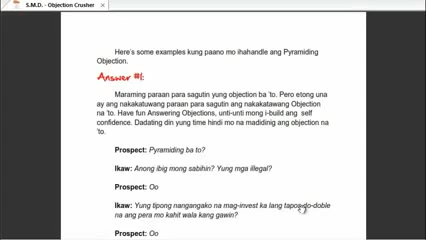 S.M.D. - Objection Crusher
Here's some examples kung paano mo ihahandle ang Pyramiding
Objection.
Answer #1:
Maraming paraan para sagutin yung objection ba 'to. Pero etong una
ay ang nakakatuwang paraan para sagutin ang nakakatawang Objection
na 'to. Have fun Answering Objections, unti-unti mong i-build ang self
confidence. Dadating din yung time hindi mo na madidinig ang objection na
'to.
Prospect: Pyramiding ba to?
Ikaw: Anong ibig mong sabihin? Yung mga illegal?
Prospect: Oo
Ikaw: Yung tipong nangangako na mag-invest ka lang tapos do-doble
na ang pera mo kahit wala kang gawin?
Prospect: Oo